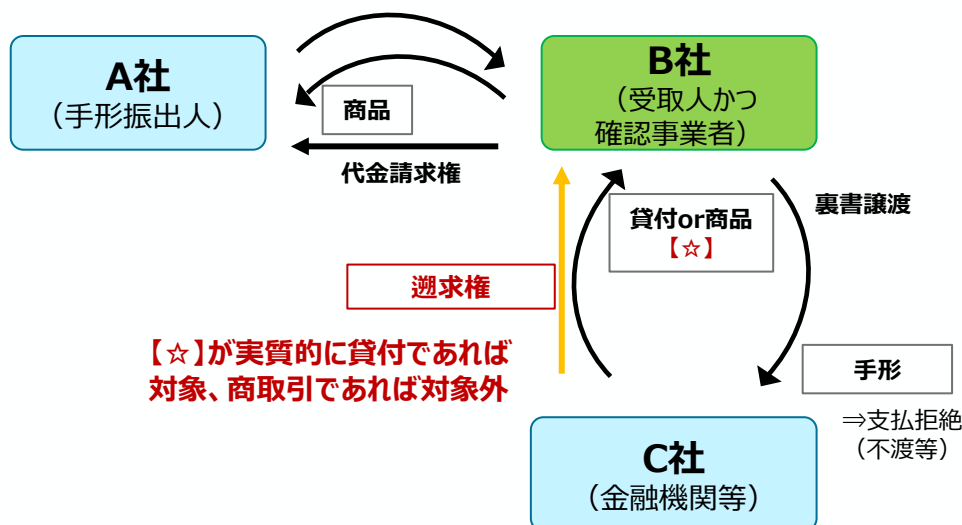 A社
（手形振出人）
B社
（受取人かつ
確認事業者）
商品
代金請求権
貸付or商品
【☆】
裏書譲渡
遡求権
【☆】が実質的に貸付であれば
対象、商取引であれば対象外
手形
⇒支払拒絶
（不渡等）
C社
（金融機関等）